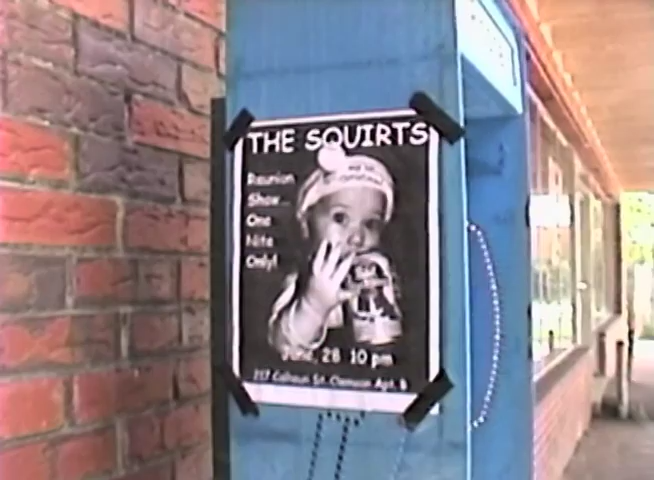 THE SQUIRTS
Reunion
Show...
One
Nite
Only!
June, 28 10 pm
217 Calhoun St. Clemson Apt. B